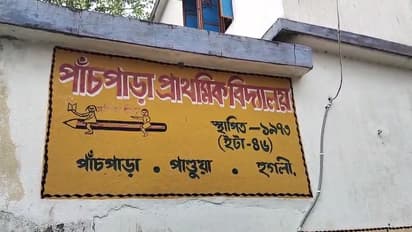 পাঁচপাড়া প্রাথমিক বিদ্যালয়
স্থাপিত—১৯৭৩
(ইটা-৪৬)
পাঁচপাড়া • পাণ্ডুয়া • হুগলী.